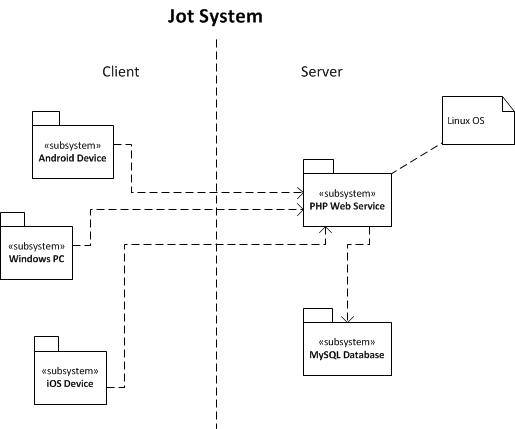 Jot System
Client
Server
«subsystem»
Android Device
Linux OS
«subsystem»
PHP Web Service
«subsystem»
Windows PC
«subsystem»
MySQL Database
«subsystem»
iOS Device